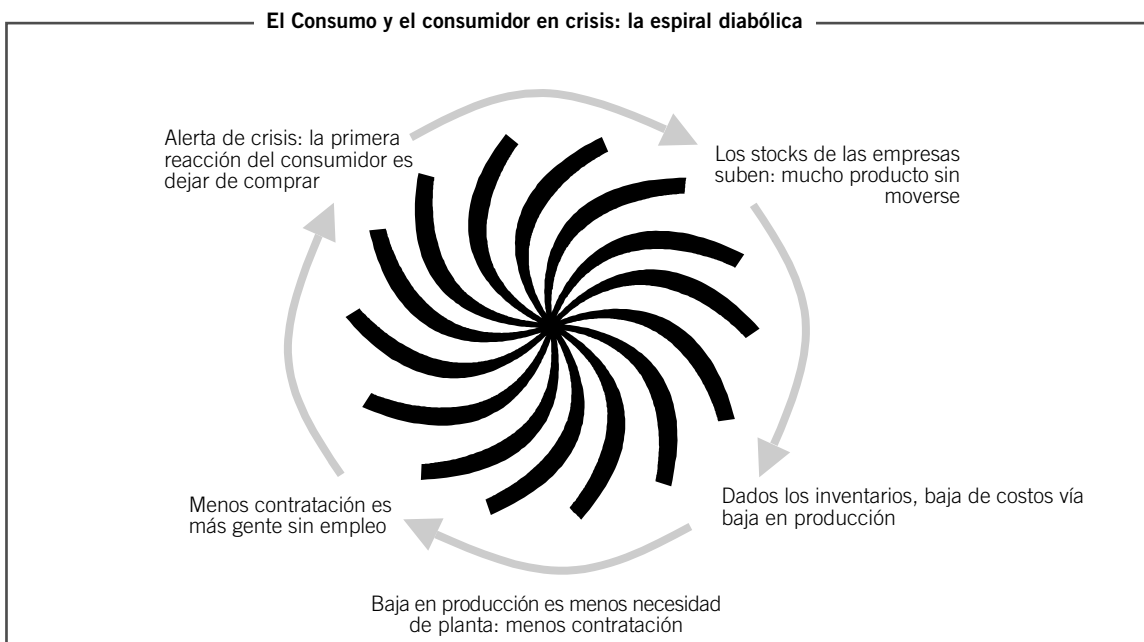 El Consumo y el consumidor en crisis: la espiral diabólica
Alerta de crisis: la primera
reacción del consumidor es
dejar de comprar
Los stocks de las empresas
suben: mucho producto sin
moverse
Dados los inventarios, baja de costos vía
baja en producción
Baja en producción es menos necesidad
de planta: menos contratación
Menos contratación es
más gente sin empleo